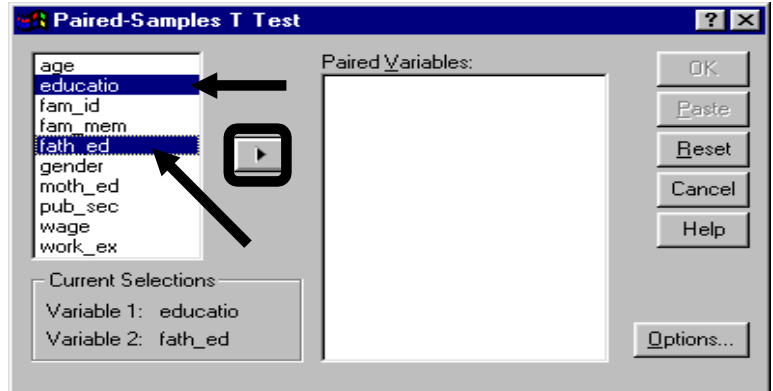 Paired-Samples T Test
age
educatio
fam_id
fam_mem
fath_ed
gender
moth_ed
pub_sec
wage
work_ex
Paired Variables:
OK
Paste
Reset
Cancel
Help
Current Selections
Variable 1: educatio
Variable 2: fath_ed
Options...